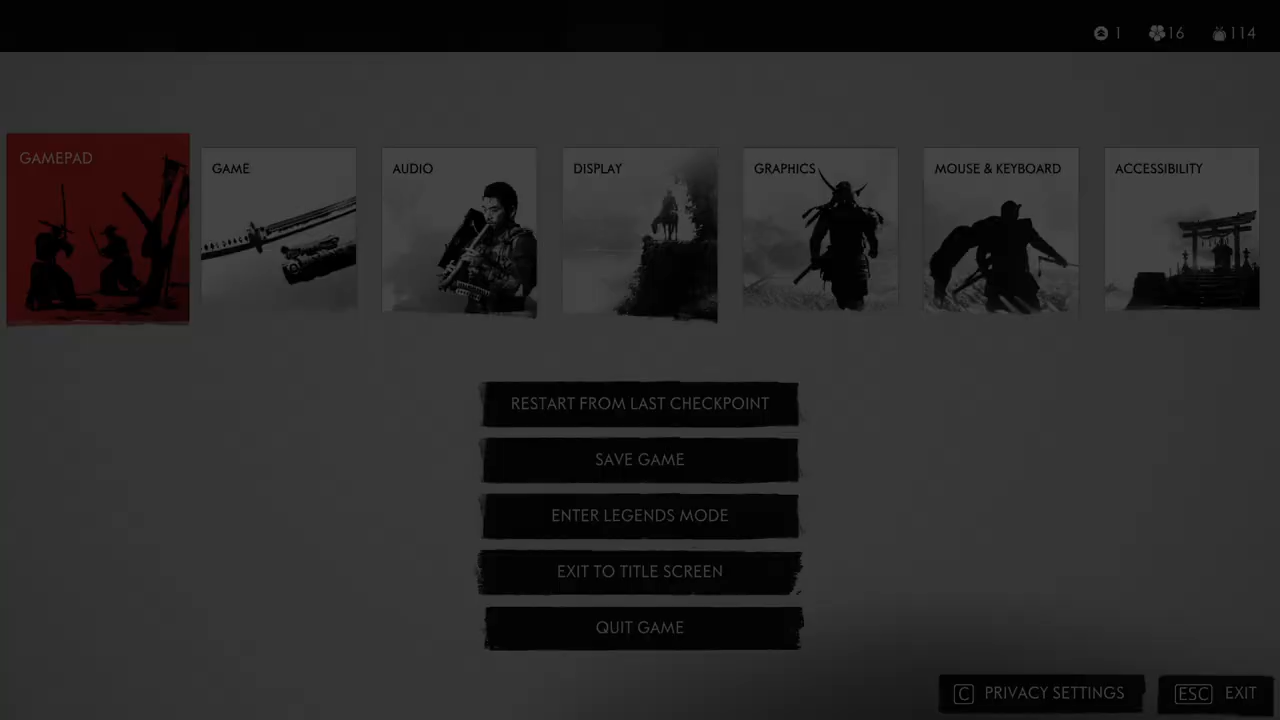 1 16 114
GAMEPAD
GAME
AUDIO
DISPLAY
GRAPHICS
MOUSE & KEYBOARD
ACCESSIBILITY
RESTART FROM LAST CHECKPOINT
SAVE GAME
ENTER LEGENDS MODE
EXIT TO TITLE SCREEN
QUIT GAME
C PRIVACY SETTINGS
ESC EXIT